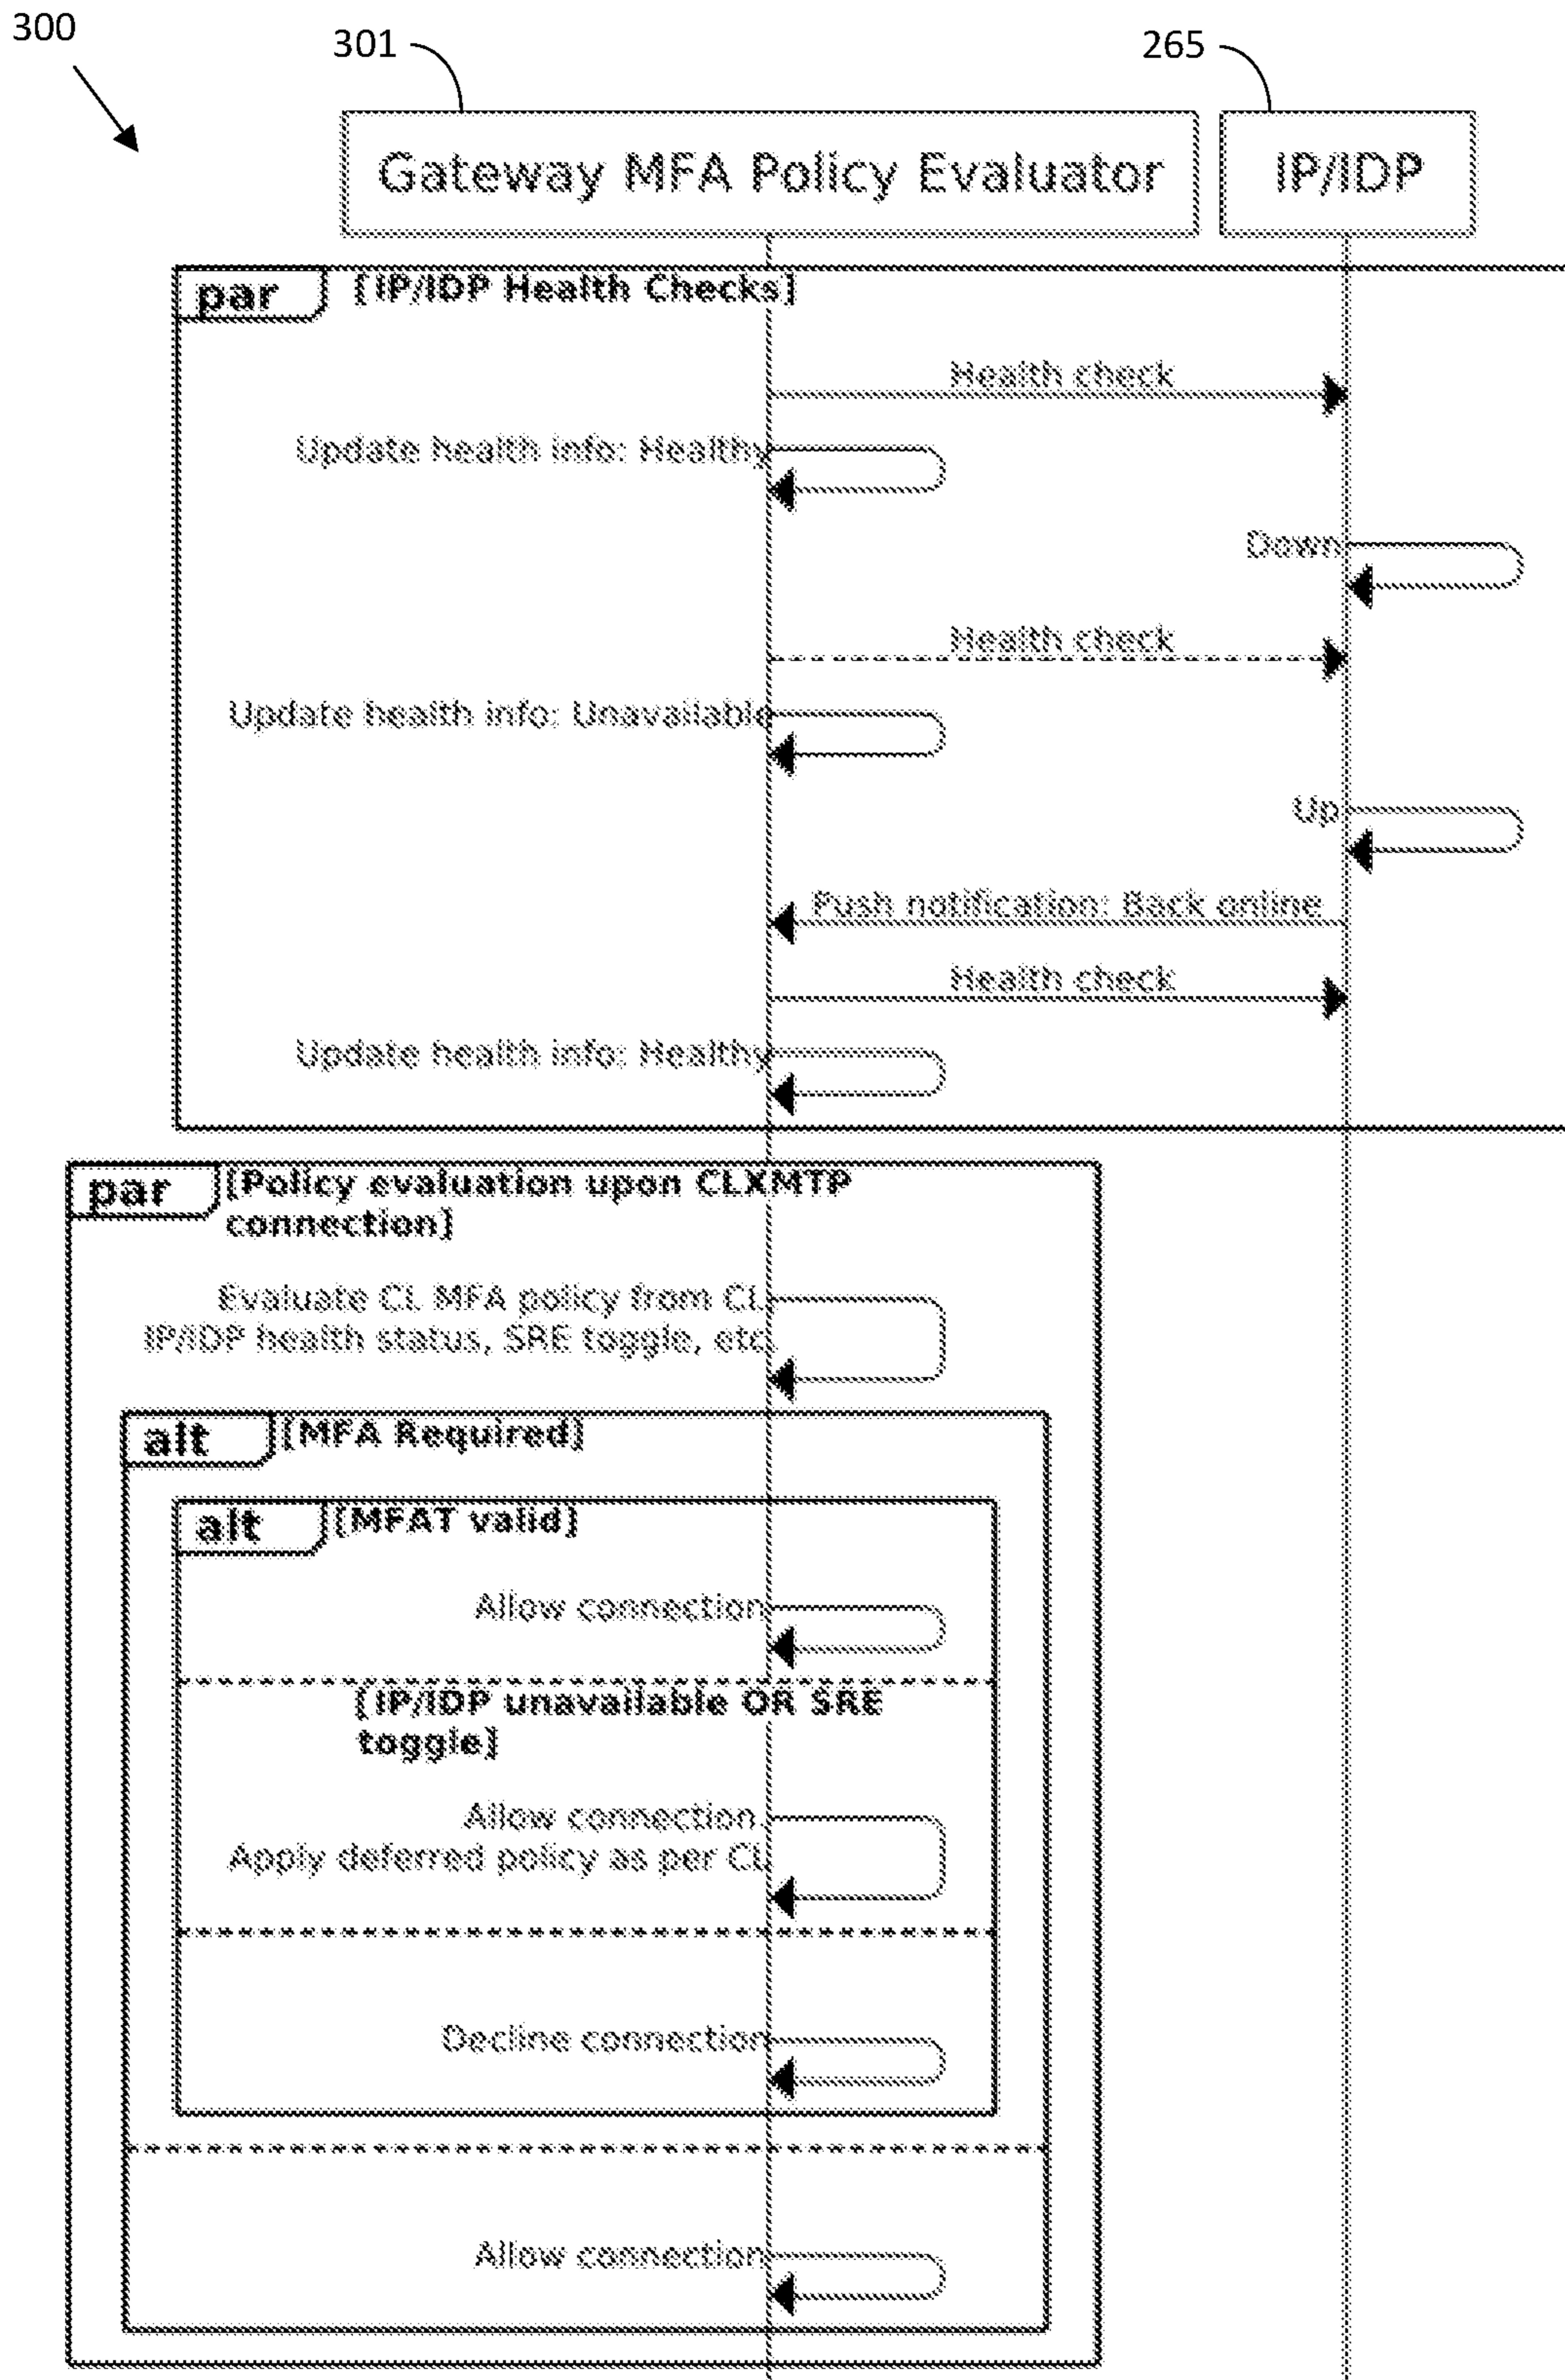 300
301
265
Gateway MFA Policy Evaluator
IP/IDP
par
[IP/IDP Health Checks]
Health check
Update health info: Healthy
Down
Health check
Update health info: Unavailable
Up
Push notification: Back online
Health check
Update health info: Healthy
par
[Policy evaluation upon CLXMTP
connection]
Evaluate CL MFA policy from CL,
IP/IDP health status, SRE toggle, etc.
alt
[MFA Required]
alt
[MFAT valid]
Allow connection
[IP/IDP unavailable OR SRE
toggle]
Allow connection.
Apply deferred policy as per CL
Decline connection
Allow connection